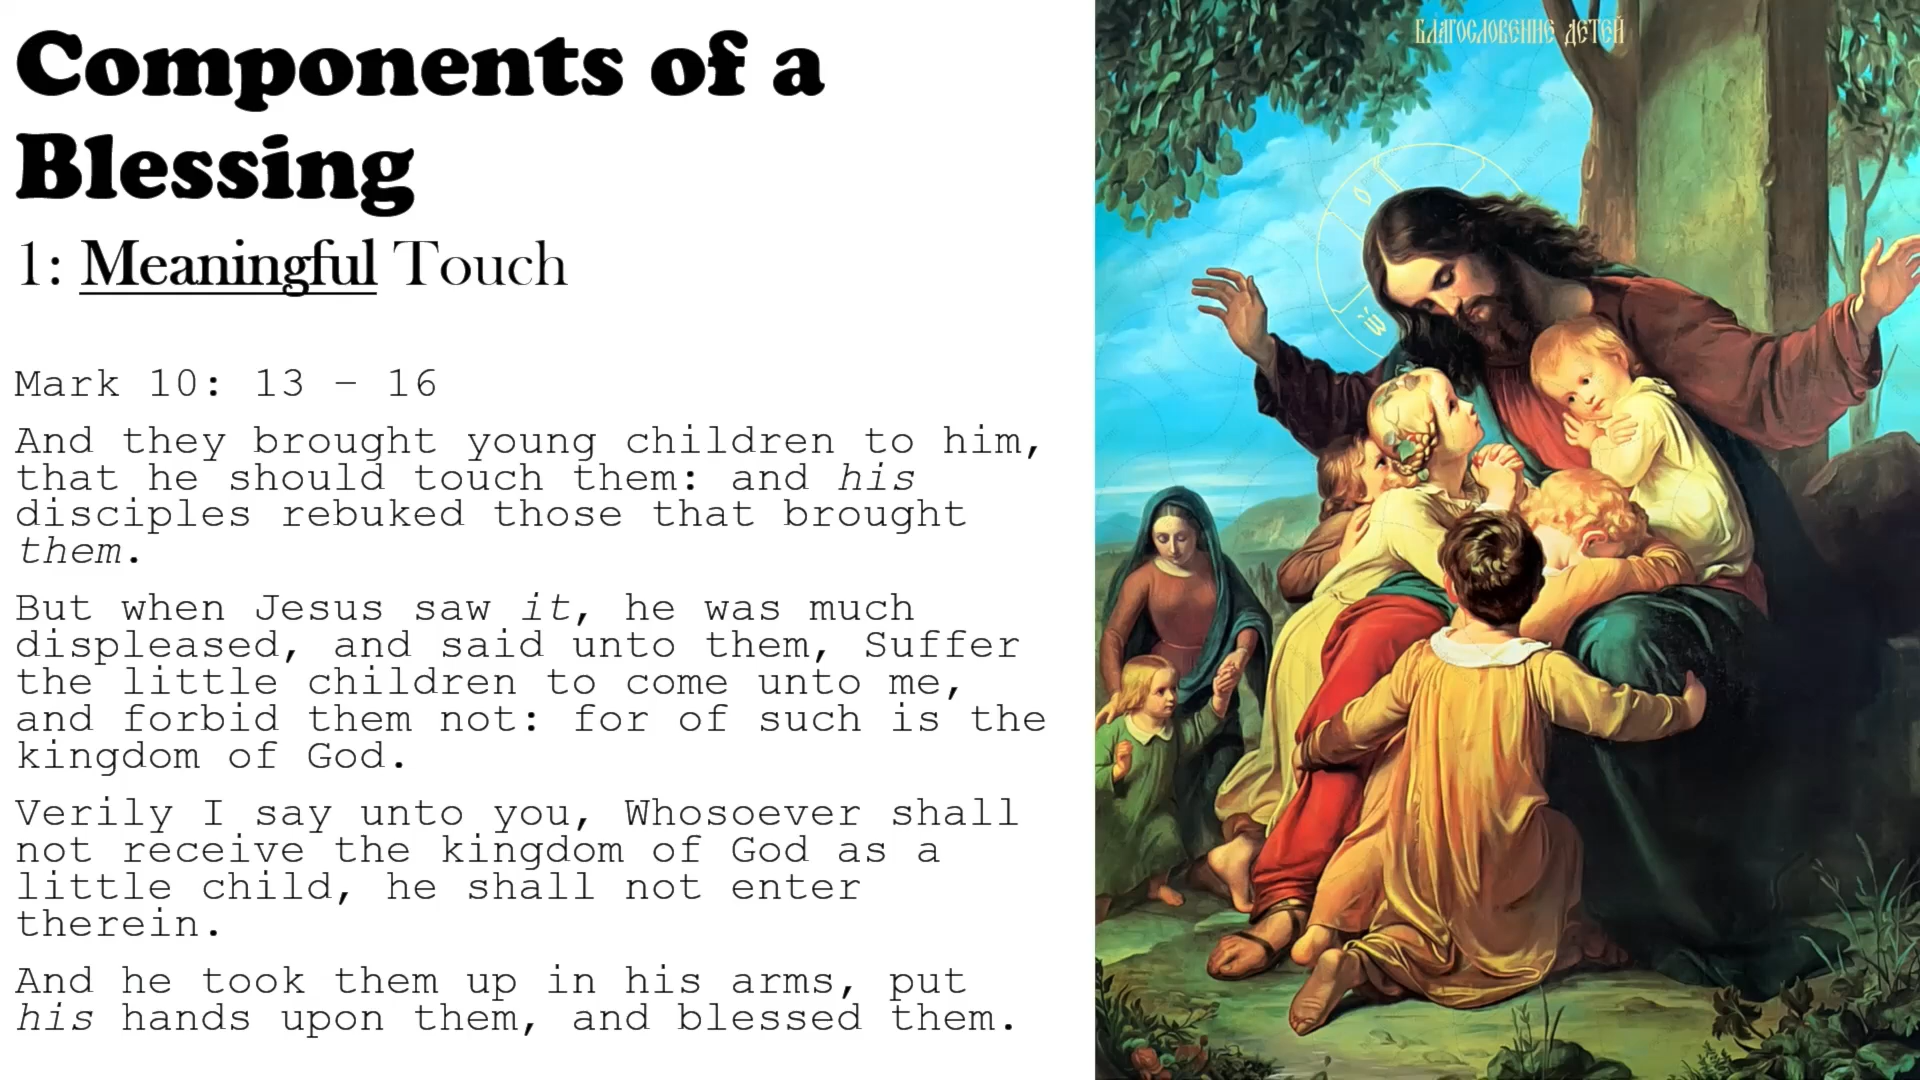 Components of a
Blessing
1: Meaningful Touch
Mark 10: 13 – 16
And they brought young children to him,
that he should touch them: and his
disciples rebuked those that brought
them.
But when Jesus saw it, he was much
displeased, and said unto them, Suffer
the little children to come unto me,
and forbid them not: for of such is the
kingdom of God.
Verily I say unto you, Whosoever shall
not receive the kingdom of God as a
little child, he shall not enter
therein.
And he took them up in his arms, put
his hands upon them, and blessed them.
БЛАГОСЛОВЕНИЕ ДЕТЕЙ